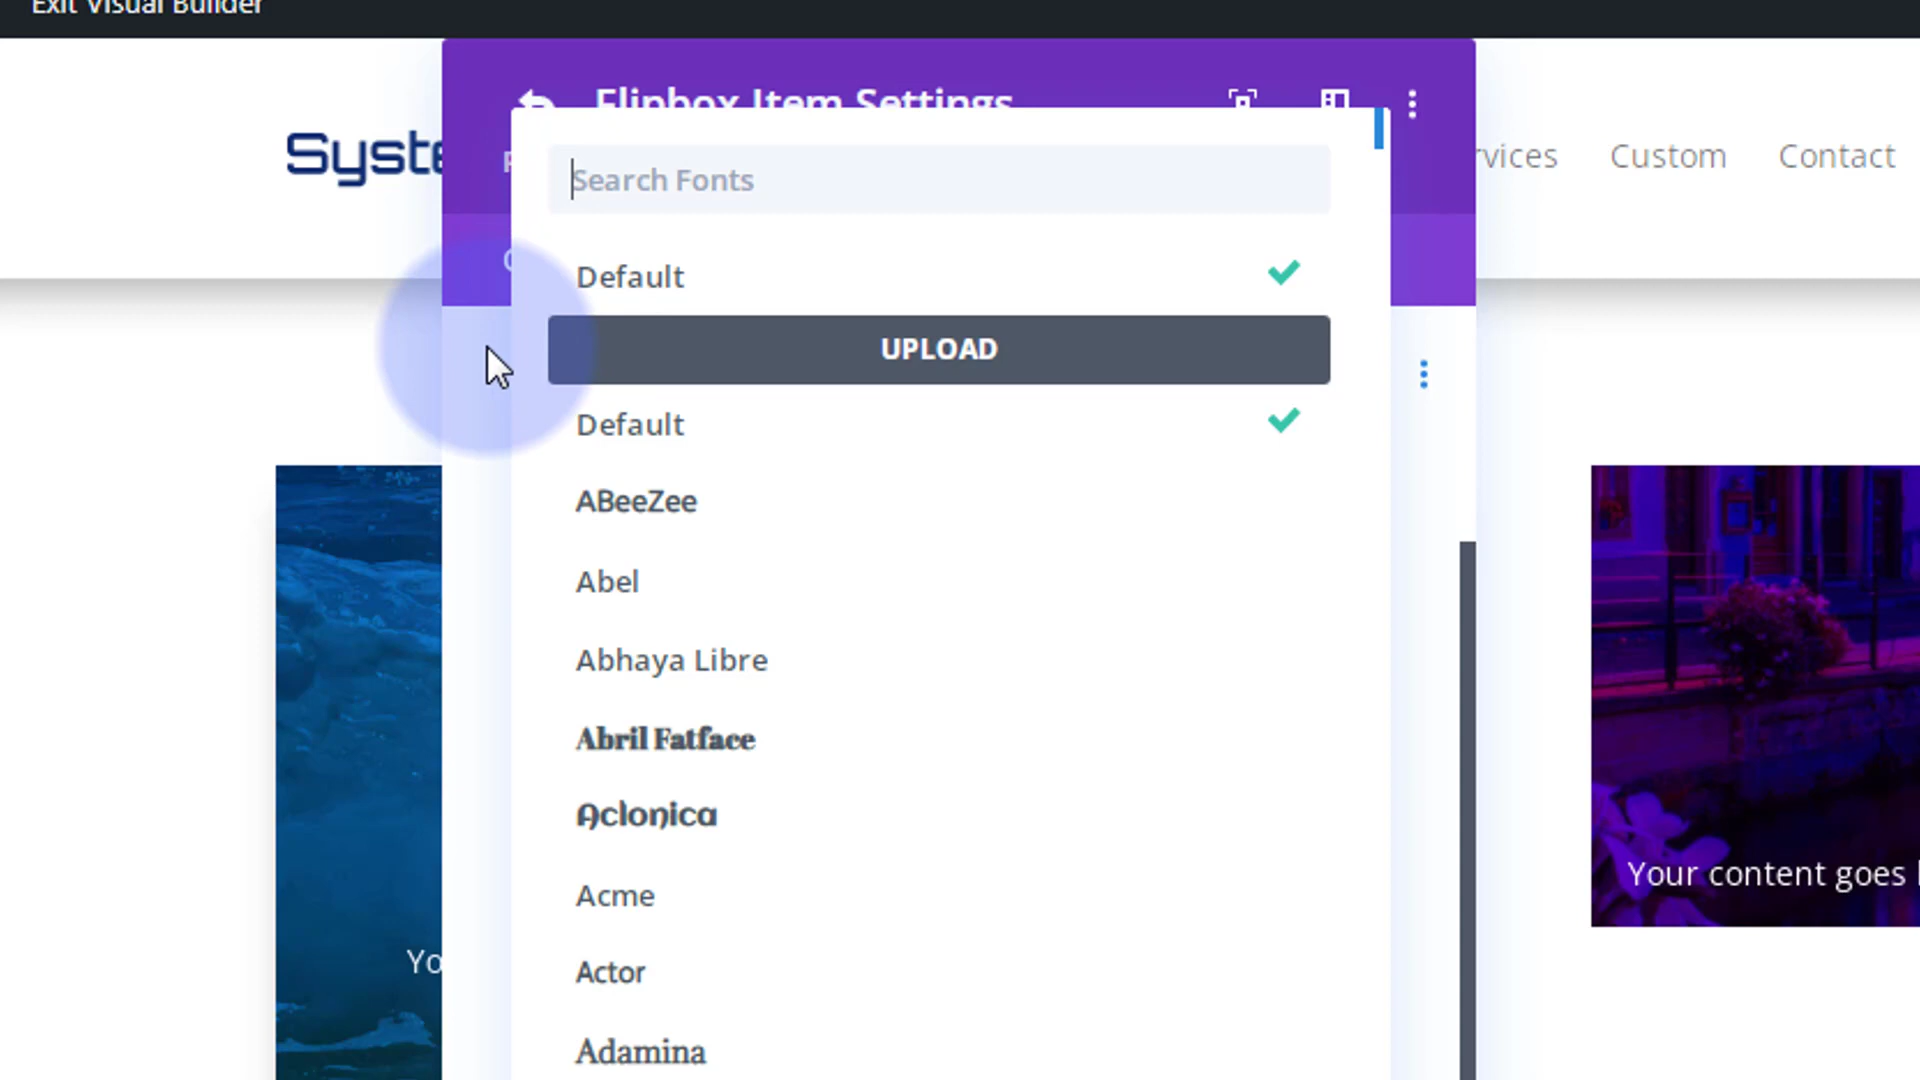 Exit Visual Builder
Flipbox Item Settings
Syste
rvices Custom Contact
Search Fonts
Default
UPLOAD
Default
ABeeZee
Abel
Abhaya Libre
Abril Fatface
Aclonica
Acme
Your content goes
Yo
Actor
Adamina